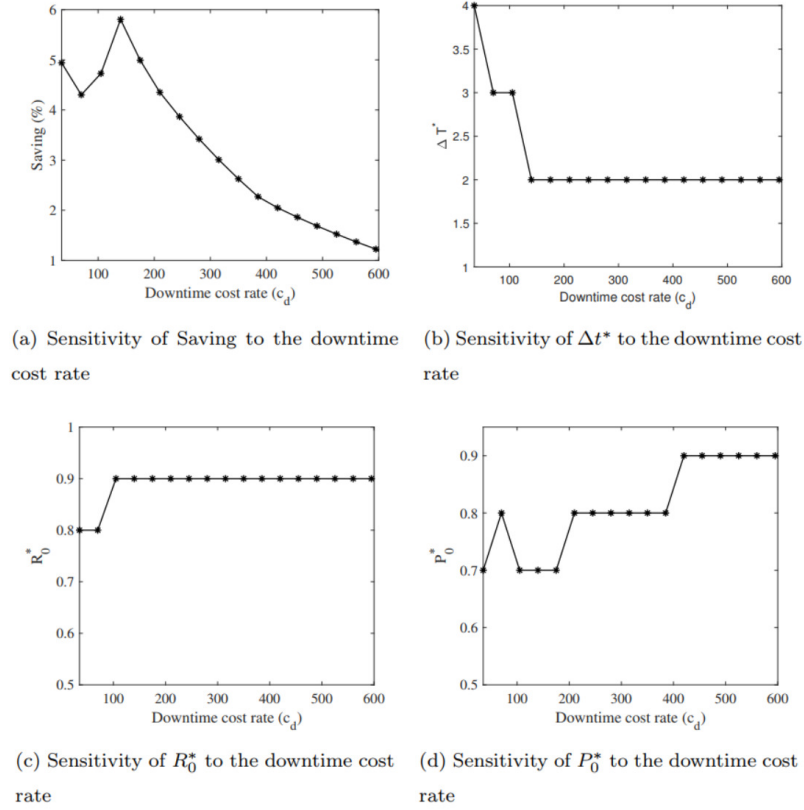 6
5
4
3
2
1
Saving (%)
100 200 300 400 500 600
Downtime cost rate (c_d)
4
3.5
3
2.5
2
1.5
1
Δ T*
100 200 300 400 500 600
Downtime cost rate (c_d)
(a) Sensitivity of Saving to the downtime
cost rate
(b) Sensitivity of Δt* to the downtime cost
rate
1
0.9
0.8
0.7
0.6
0.5
R_0^*
100 200 300 400 500 600
Downtime cost rate (c_d)
0.9
0.8
0.7
0.6
0.5
P_0^*
100 200 300 400 500 600
Downtime cost rate (c_d)
(c) Sensitivity of R_0^* to the downtime cost
rate
(d) Sensitivity of P_0^* to the downtime cost
rate